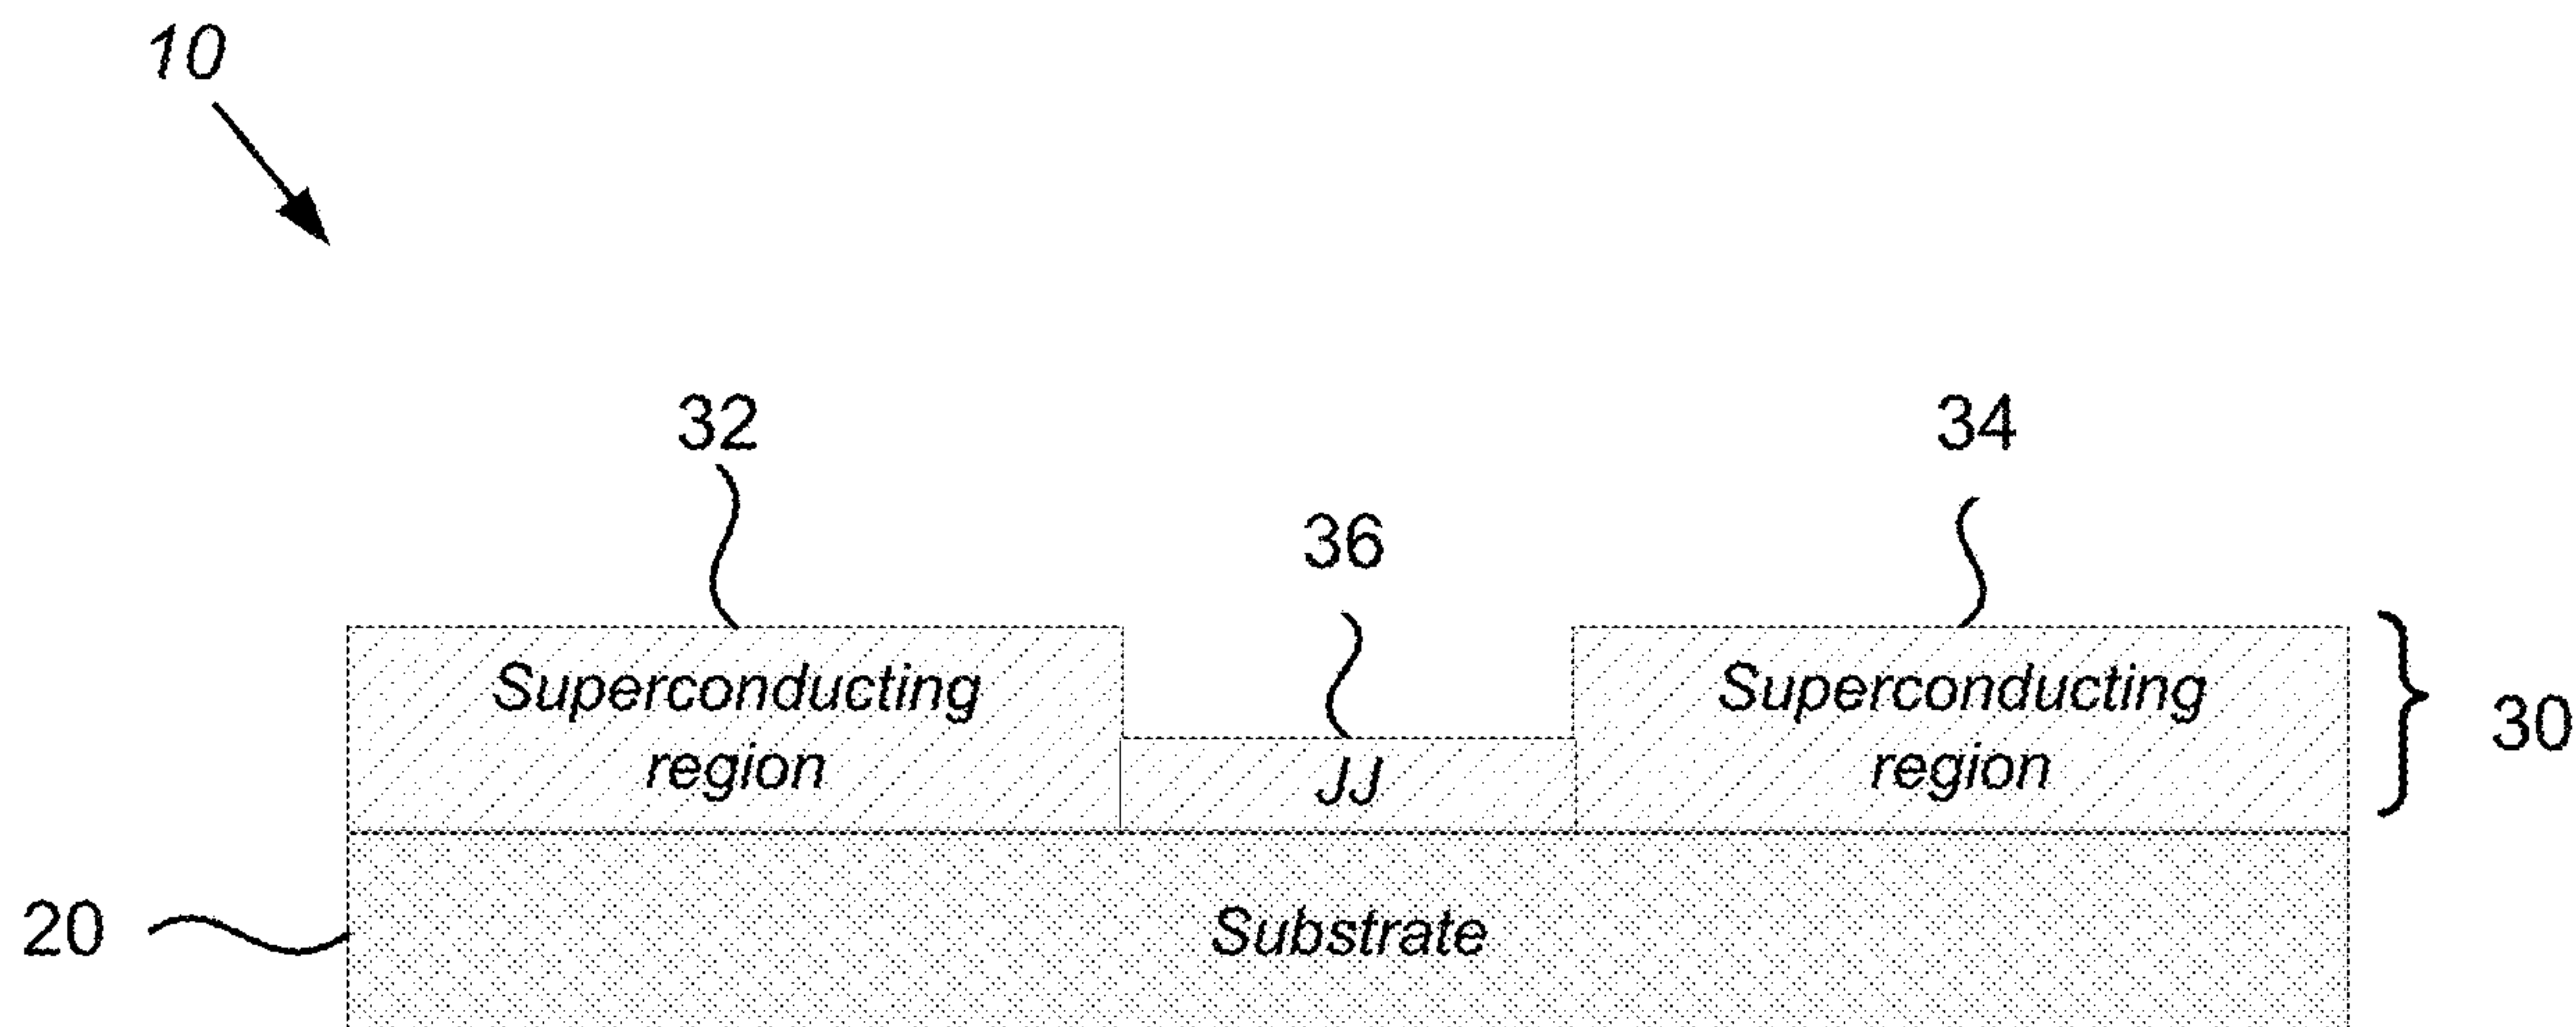 10
32
34
36
Superconducting
region
Superconducting
region
30
JJ
20
Substrate